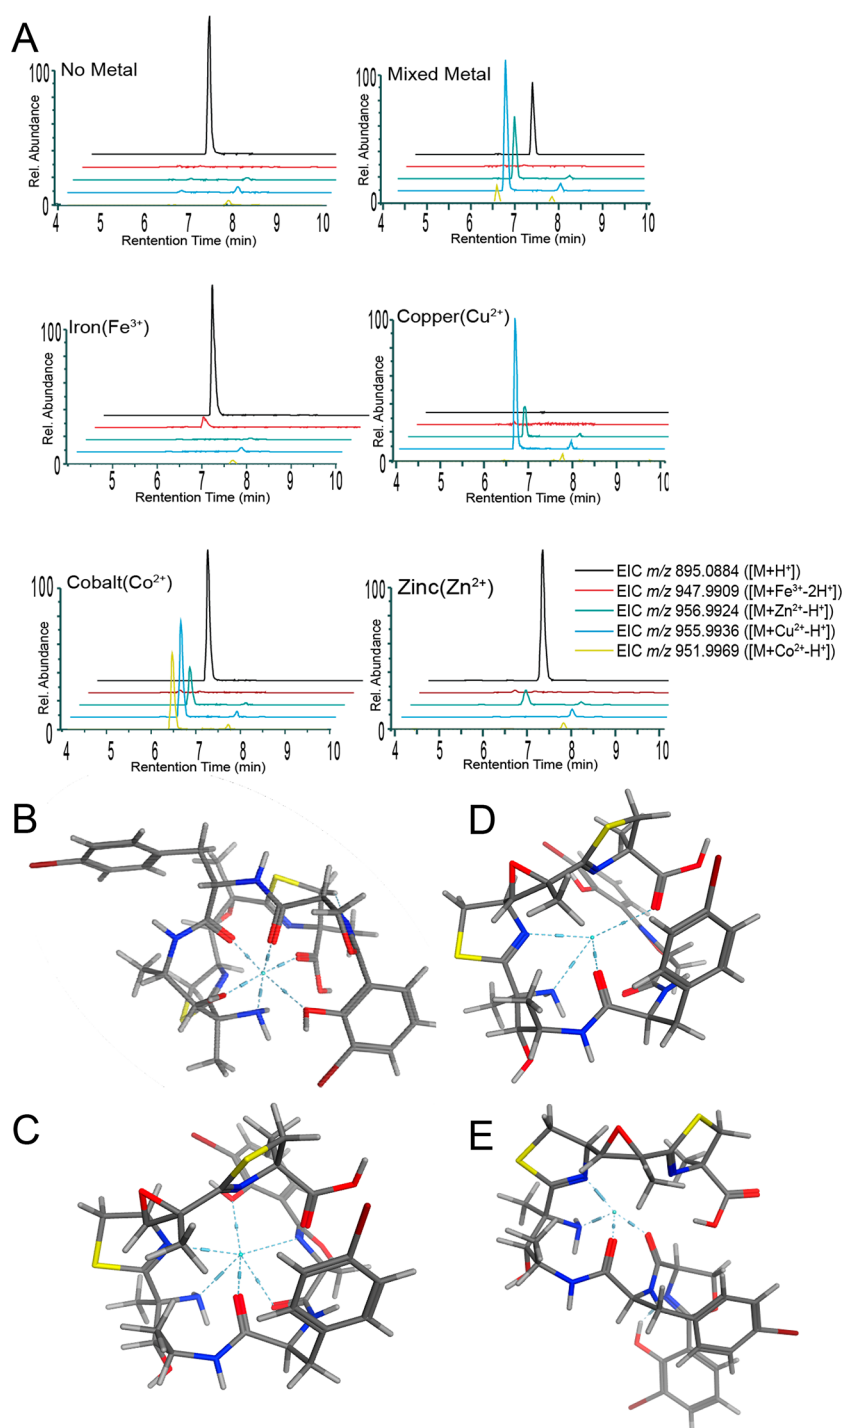 A
No Metal
100
Rel. Abundance
0
4 5 6 7 8 9 10
Rentention Time (min)
Mixed Metal
100
Rel. Abundance
0
4 5 6 7 8 9 10
Rentention Time (min)
Iron(Fe³⁺)
100
Rel. Abundance
0
5 6 7 8 9 10
Rentention Time (min)
Copper(Cu²⁺)
100
Rel. Abundance
0
4 5 6 7 8 9 10
Rentention Time (min)
Cobalt(Co²⁺)
100
Rel. Abundance
0
4 5 6 7 8 9 10
Rentention Time (min)
Zinc(Zn²⁺)
100
Rel. Abundance
0
4 5 6 7 8 9 10
Rentention Time (min)
EIC m/z 895.0884 ([M+H⁺])
EIC m/z 947.9909 ([M+Fe³⁺-2H⁺])
EIC m/z 956.9924 ([M+Zn²⁺-H⁺])
EIC m/z 955.9936 ([M+Cu²⁺-H⁺])
EIC m/z 951.9969 ([M+Co²⁺-H⁺])
B
D
C
E